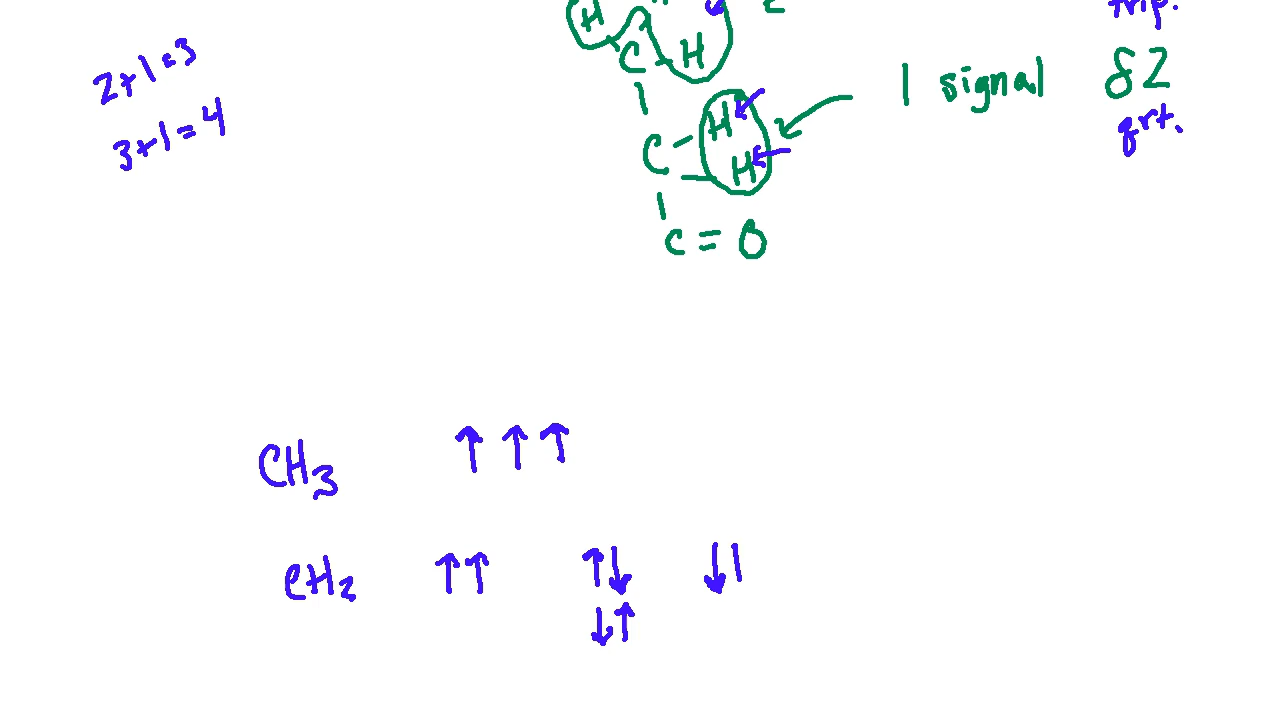 trip.
H
2+1=3
C - H
1 signal δ2
3+1=4
H
qrt.
C
H
C = O
CH3 ↑ ↑ ↑
CH2 ↑↑ ↑↓ ↓|
↓↑